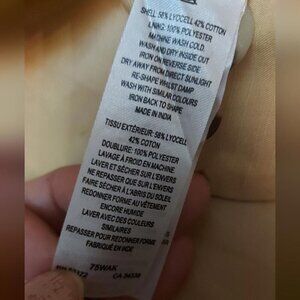 SHELL: 58% LYOCELL 42% COTTON
LINING: 100% POLYESTER
MACHINE WASH COLD
WASH AND DRY INSIDE OUT
IRON ON REVERSE SIDE
DRY AWAY FROM DIRECT SUNLIGHT
RE-SHAPE WHILST DAMP
WASH WITH SIMILAR COLOURS
IRON BACK TO SHAPE
MADE IN INDIA
TISSU EXTÉRIEUR: 58% LYOCELL
42% COTON
DOUBLURE: 100% POLYESTER
LAVAGE À FROID EN MACHINE
LAVER ET SÉCHER SUR L'ENVERS
NE REPASSER QUE SUR L'ENVERS
FAIRE SÉCHER À L'ABRIS DU SOLEIL
REDONNER FORME AU VÊTEMENT
ENCORE HUMIDE
LAVER AVEC DES COULEURS
SIMILAIRES
REPASSER POUR REDONNER FORME
FABRIQUÉ EN INDE
75WAK
CA